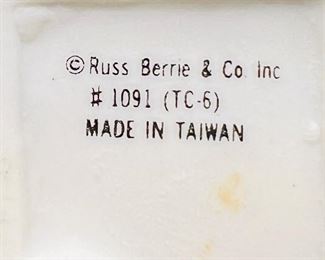 © Russ Berrie & Co. Inc
# 1091 (TC-6)
MADE IN TAIWAN